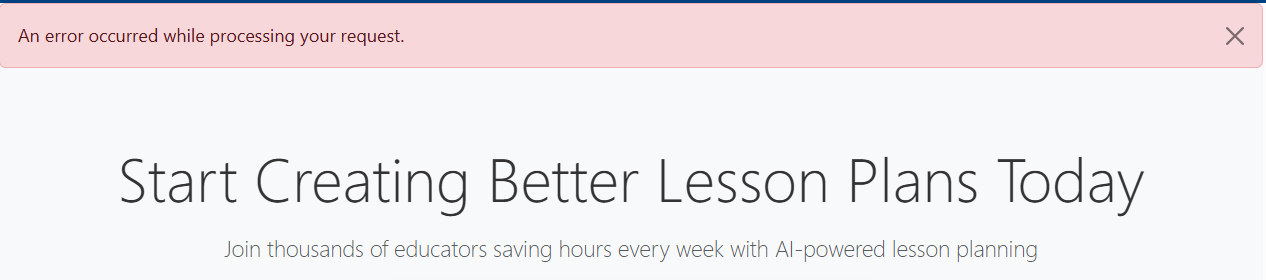 An error occurred while processing your request.
Start Creating Better Lesson Plans Today
Join thousands of educators saving hours every week with AI-powered lesson planning